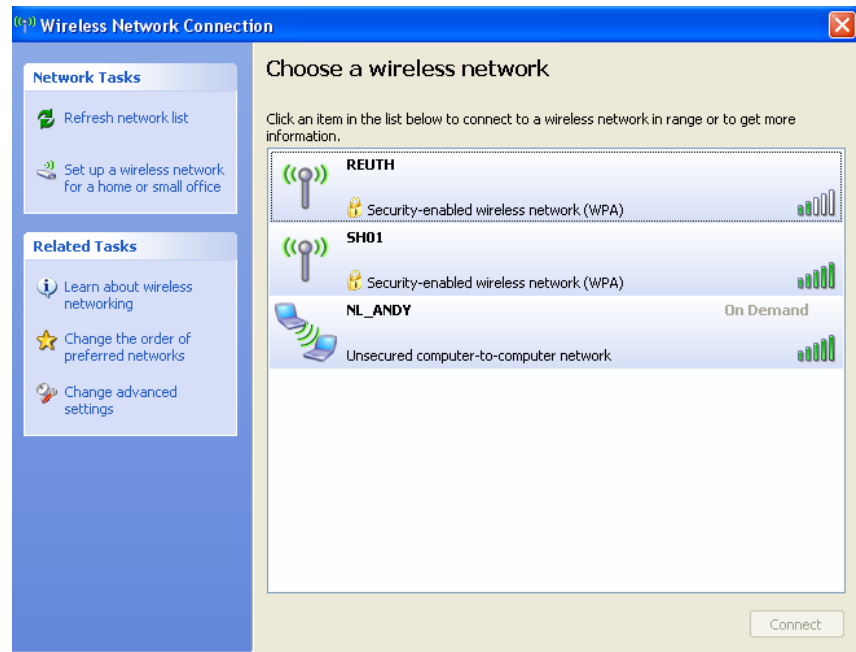 Wireless Network Connection
Network Tasks
Refresh network list
Set up a wireless network
for a home or small office
Related Tasks
Learn about wireless
networking
Change the order of
preferred networks
Change advanced
settings
Choose a wireless network
Click an item in the list below to connect to a wireless network in range or to get more
information.
REUTH
Security-enabled wireless network (WPA)
SH01
Security-enabled wireless network (WPA)
NL_ANDY On Demand
Unsecured computer-to-computer network
Connect